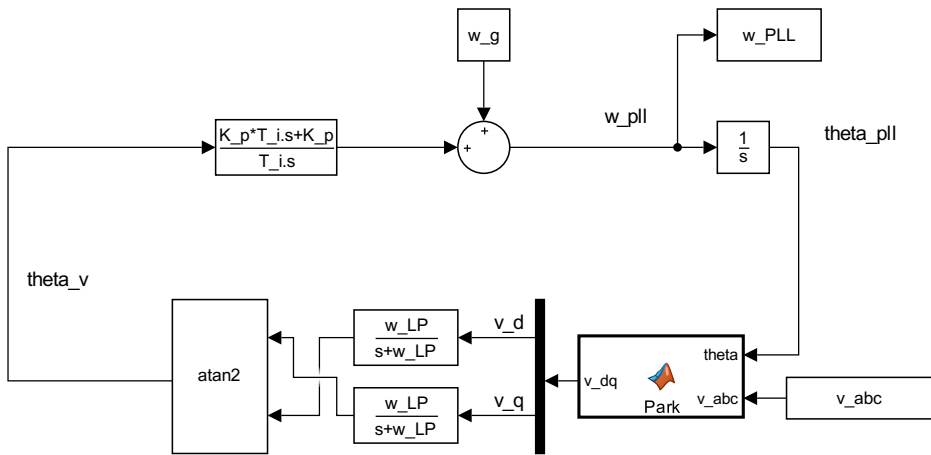 w_g
w_PLL
w_pll
K_p*T_i.s+K_p
T_i.s
+
+
1
s
theta_pll
theta_v
atan2
w_LP
s+w_LP
v_d
w_LP
s+w_LP
v_q
v_dq
theta
v_abc
Park
v_abc